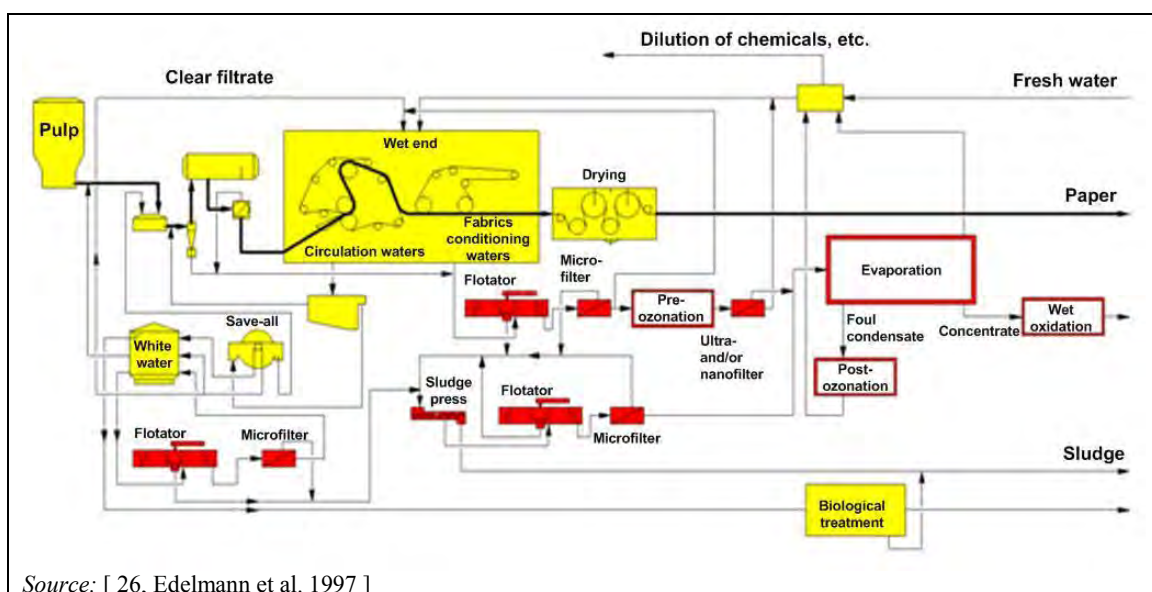 Dilution of chemicals, etc.
Clear filtrate
Fresh water
Pulp
Wet end
Drying
Paper
Circulation waters
Fabrics
conditioning
waters
Micro-
filter
Flotator
Pre-
ozonation
Ultra-
and/or
nanofilter
Evaporation
Foul
condensate
Concentrate
Wet
oxidation
Post-
ozonation
Save-all
White
water
Sludge
press
Flotator
Microfilter
Flotator
Microfilter
Sludge
Biological
treatment
Source: [ 26, Edelmann et al. 1997 ]